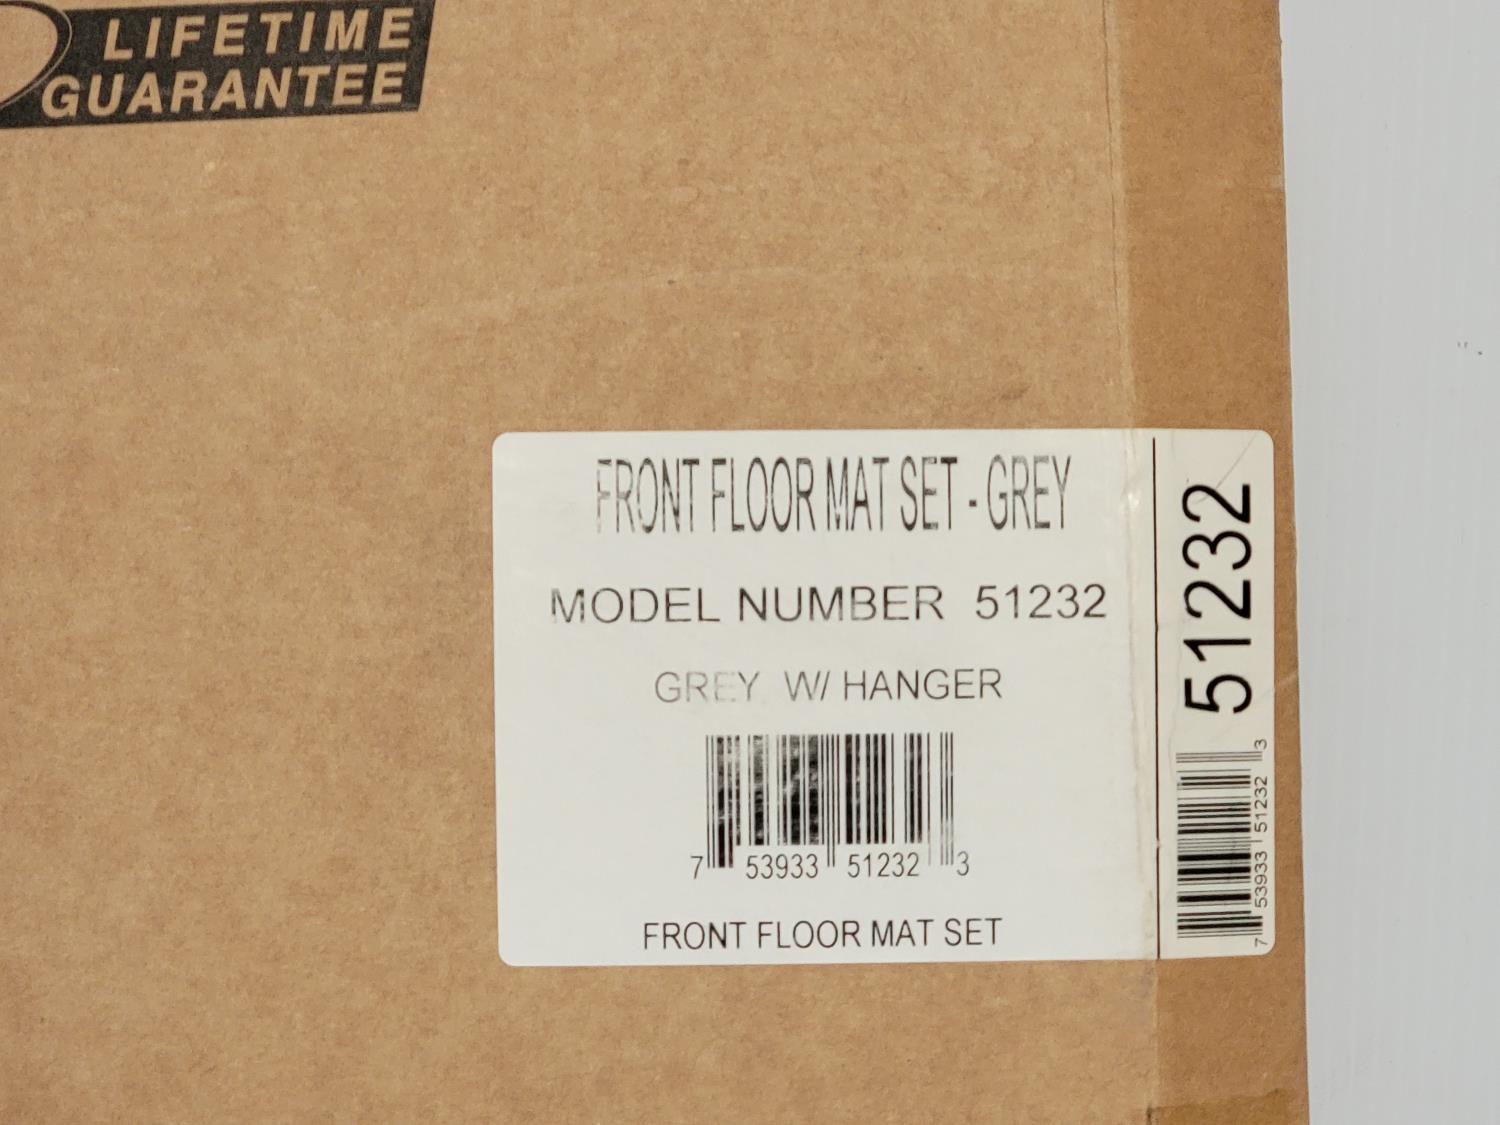 LIFETIME
GUARANTEE
FRONT FLOOR MAT SET - GREY
MODEL NUMBER 51232
GREY W/ HANGER
7 53933 51232 3
FRONT FLOOR MAT SET
51232
7 53933 51232 3